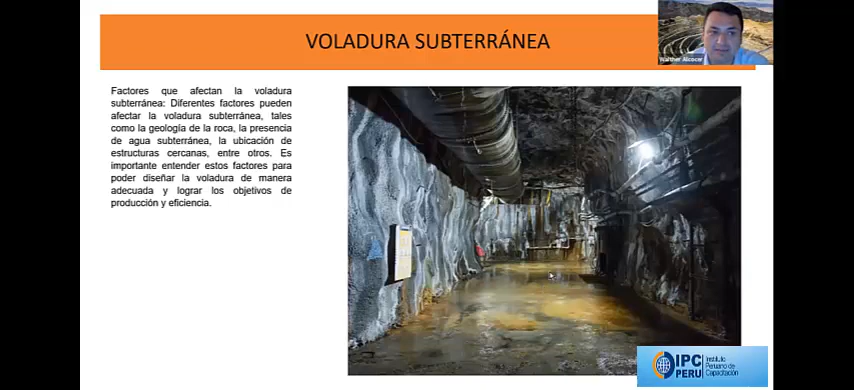 VOLADURA SUBTERRÁNEA
Walther Alcocer
Factores que afectan la voladura
subterránea: Diferentes factores pueden
afectar la voladura subterránea, tales
como la geología de la roca, la presencia
de agua subterránea, la ubicación de
estructuras cercanas, entre otros. Es
importante entender estos factores para
poder diseñar la voladura de manera
adecuada y lograr los objetivos de
producción y eficiencia.
IPC
PERU
Instituto
Peruano de
Capacitación